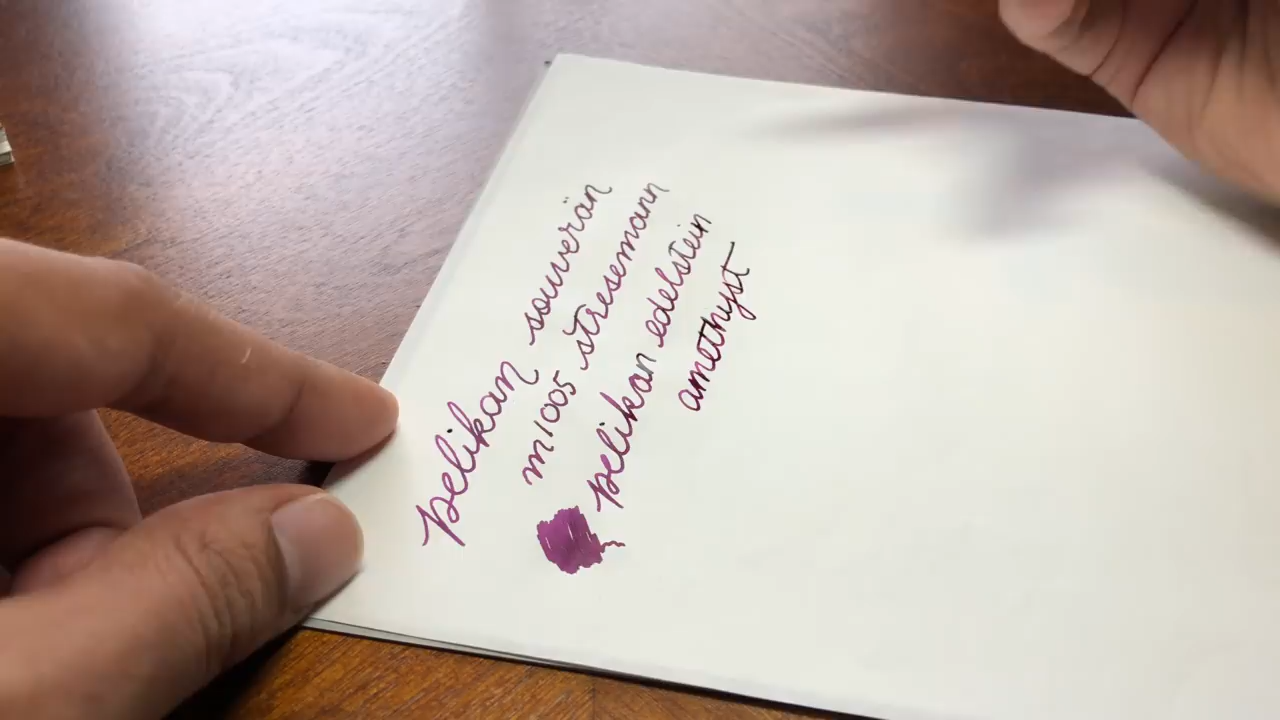 pelikan souverän
m1005 stresemann
pelikan edelstein
amethyst